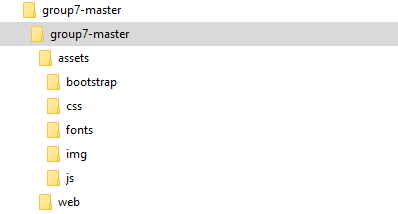 group7-master
group7-master
assets
bootstrap
css
fonts
img
js
web